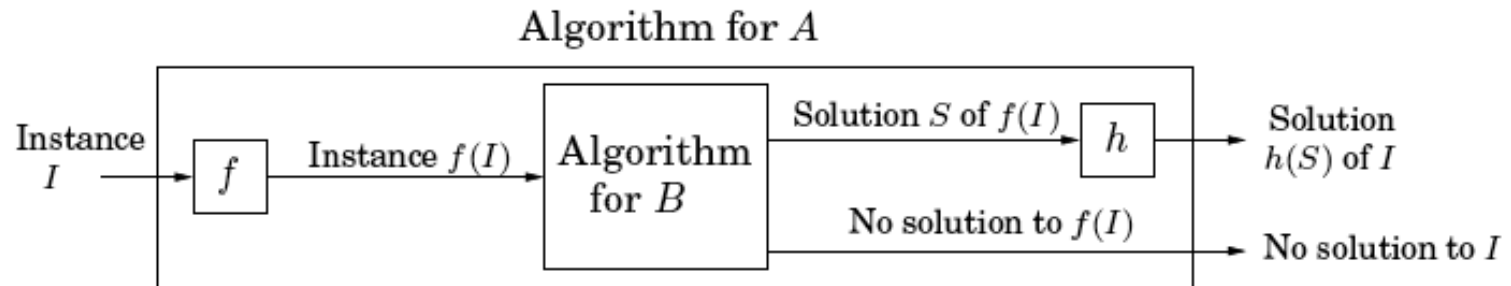 Algorithm for A
Instance
I
f
Instance f(I)
Algorithm
for B
Solution S of f(I)
h
Solution
h(S) of I
No solution to f(I)
No solution to I